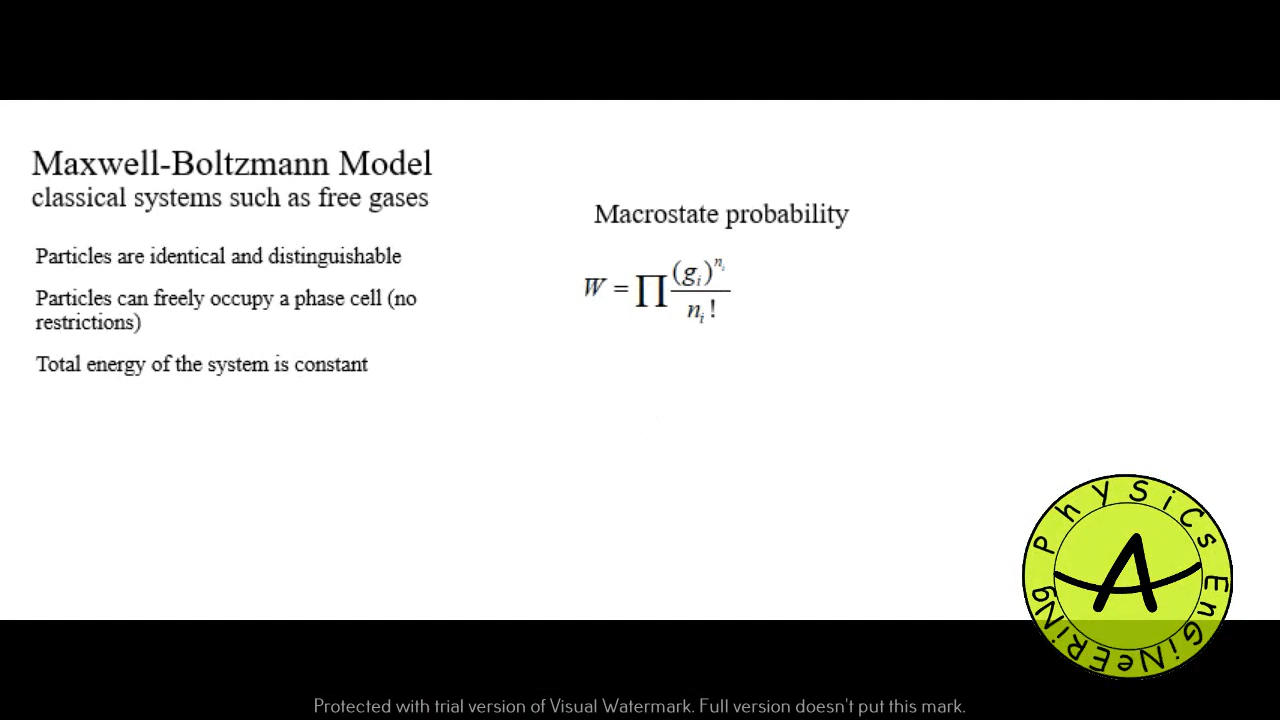 Maxwell-Boltzmann Model
classical systems such as free gases
Particles are identical and distinguishable
Particles can freely occupy a phase cell (no
restrictions)
Total energy of the system is constant
Macrostate probability
W = ∏ (g_i)^{n_i} / n_i !
PhYSiCs EnGiNeERiNg
A
Protected with trial version of Visual Watermark. Full version doesn't put this mark.